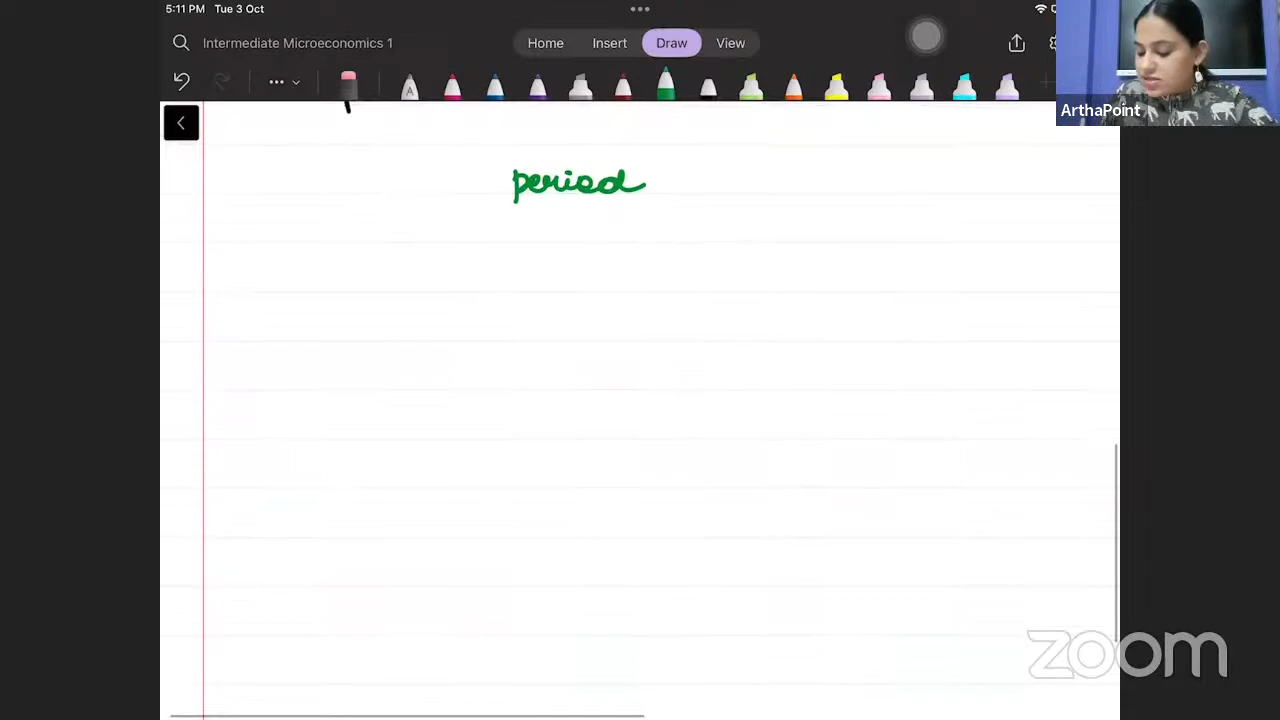 5:11 PM Tue 3 Oct
Intermediate Microeconomics 1
Home Insert Draw View
A
ArthaPoint
period
zoom